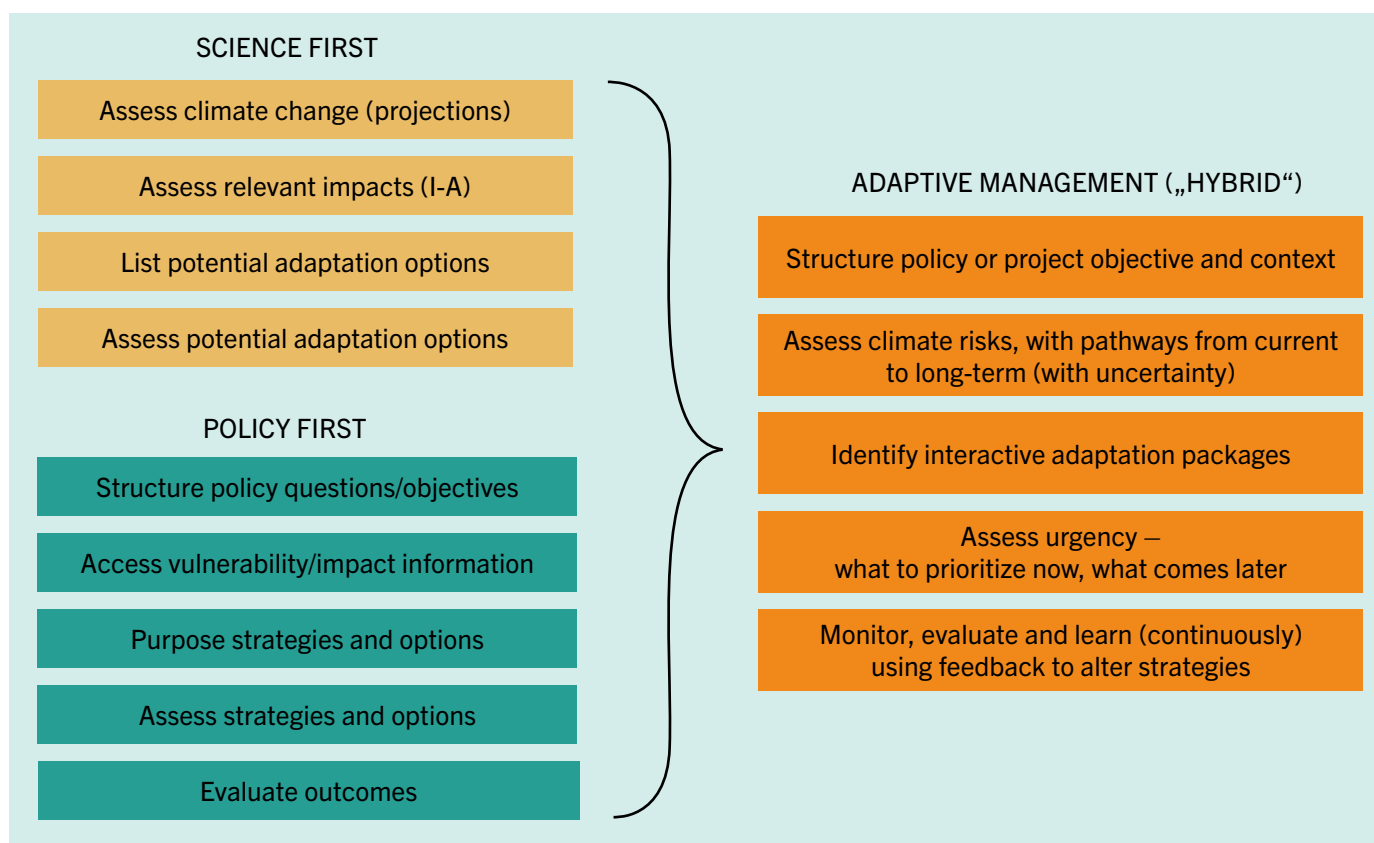 SCIENCE FIRST
Assess climate change (projections)
Assess relevant impacts (I-A)
List potential adaptation options
Assess potential adaptation options
POLICY FIRST
Structure policy questions/objectives
Access vulnerability/impact information
Purpose strategies and options
Assess strategies and options
Evaluate outcomes
ADAPTIVE MANAGEMENT („HYBRID“)
Structure policy or project objective and context
Assess climate risks, with pathways from current
to long-term (with uncertainty)
Identify interactive adaptation packages
Assess urgency –
what to prioritize now, what comes later
Monitor, evaluate and learn (continuously)
using feedback to alter strategies